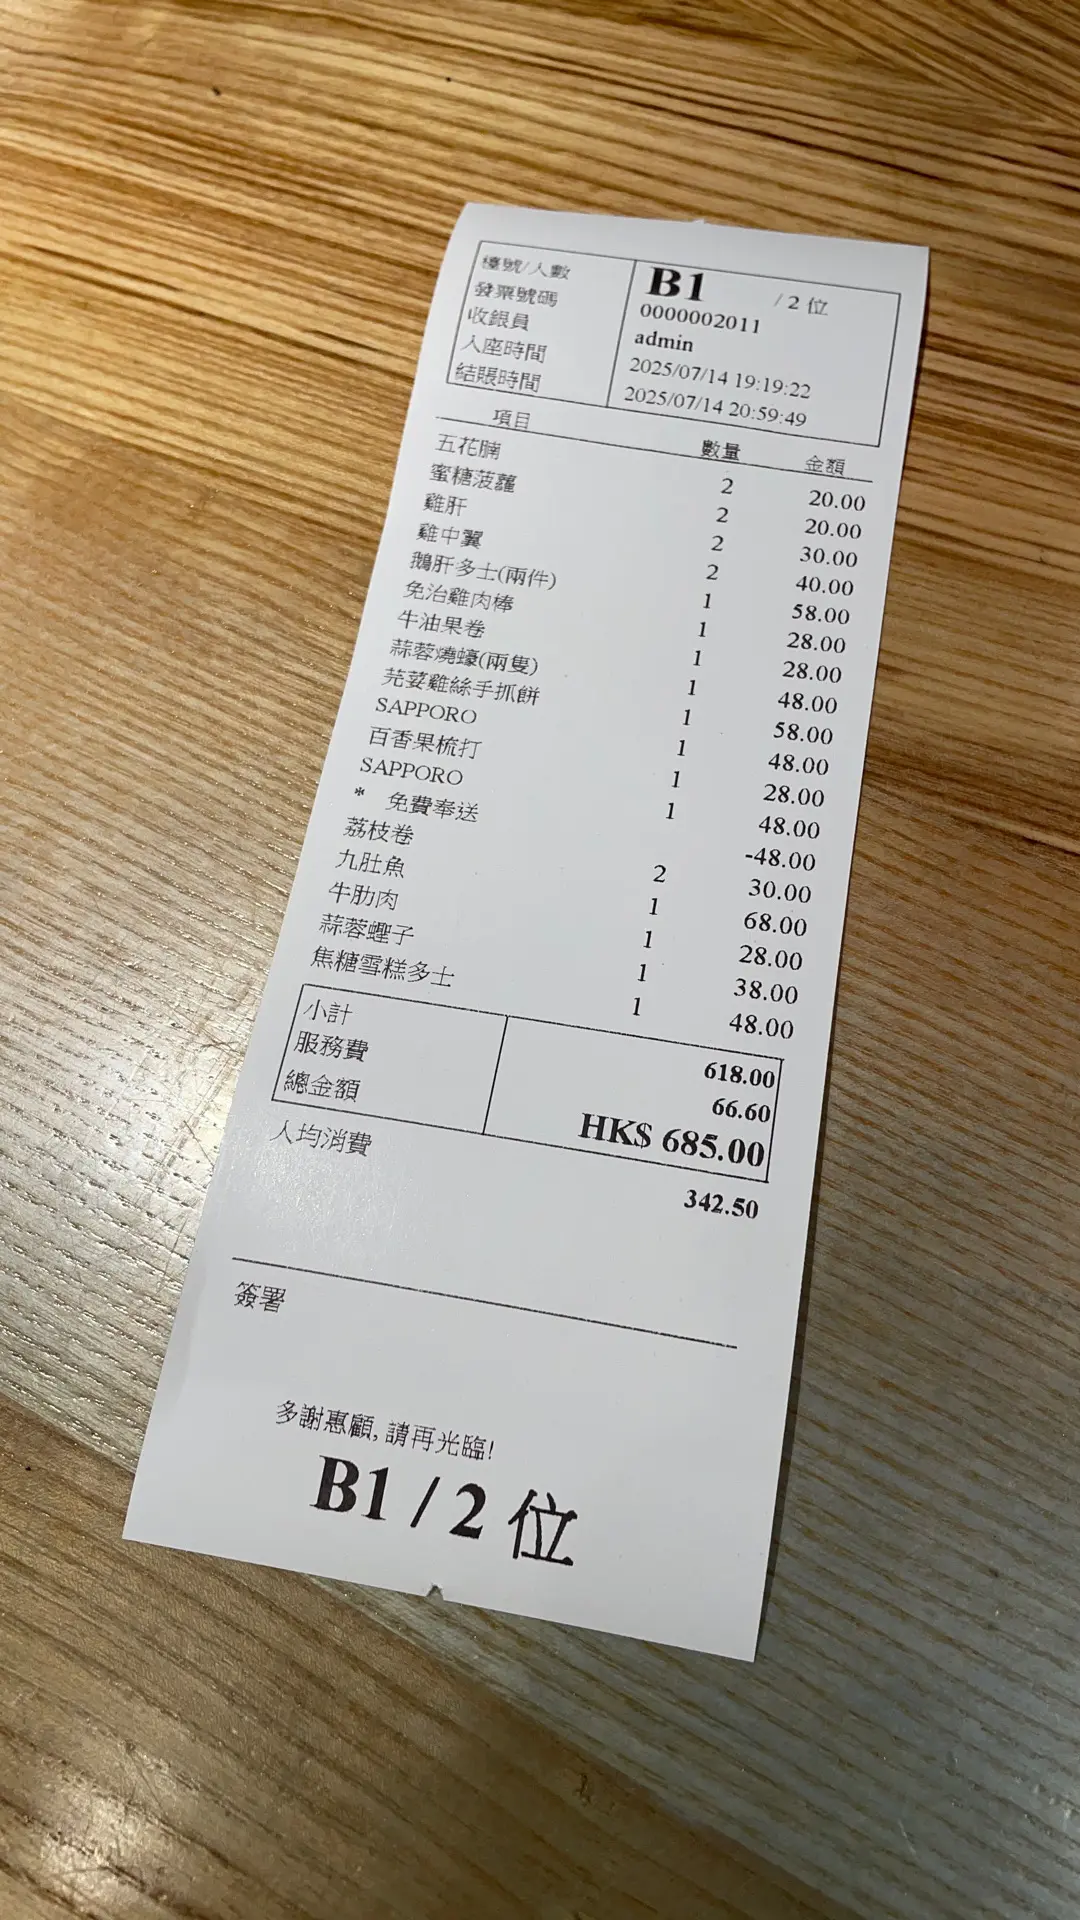 檯號/人數 B1 / 2 位
發票號碼 0000002011
收銀員 admin
入座時間 2025/07/14 19:19:22
結賬時間 2025/07/14 20:59:49
項目 數量 金額
五花腩 2 20.00
蜜糖菠蘿 2 20.00
雞肝 2 30.00
雞中翼 2 40.00
鵝肝多士(兩件) 1 58.00
免治雞肉棒 1 28.00
牛油果卷 1 28.00
蒜蓉燒蠔(兩隻) 1 48.00
芫荽雞絲手抓餅 1 58.00
SAPPORO 1 48.00
百香果梳打 1 28.00
SAPPORO 1 48.00
* 免費奉送 -48.00
荔枝卷 2 30.00
九肚魚 1 68.00
牛肋肉 1 28.00
蒜蓉蟶子 1 38.00
焦糖雪糕多士 1 48.00
小計 618.00
服務費 66.60
總金額 HK$ 685.00
人均消費 342.50
簽署
多謝惠顧, 請再光臨!
B1 / 2 位